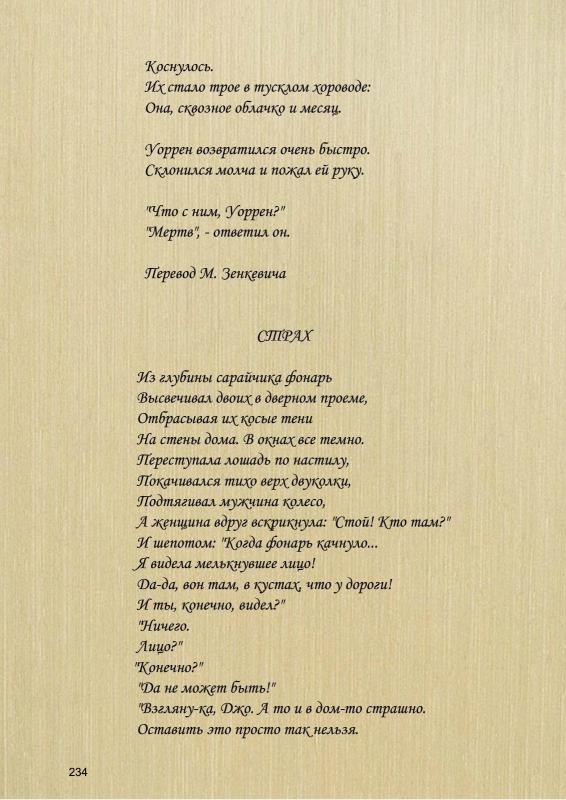 Коснулось.
Их стало трое в тусклом хороводе:
Она, сквозное облачко и месяц.
Уоррен возвратился очень быстро.
Склонился молча и пожал ей руку.
"Что с ним, Уоррен?"
"Мертв", - ответил он.
Перевод М. Зенкевича
СТРАХ
Из глубины сарайчика фонарь
Высвечивал двоих в дверном проеме,
Отбрасывая их косые тени
На стены дома. В окнах все темно.
Переступала лошадь по настилу,
Покачивался тихо верх двуколки,
Подтягивал мужчина колесо,
А женщина вдруг вскрикнула: "Стой! Кто там?"
И шепотом: "Когда фонарь качнуло...
Я видела мелькнувшее лицо!
Да-да, вон там, в кустах, что у дороги!
И ты, конечно, видел?"
"Ничего.
Лицо?"
"Конечно?"
"Да не может быть!"
"Взгляну-ка, Джо. А то и в дом-то страшно.
Оставить это просто так нельзя.
234